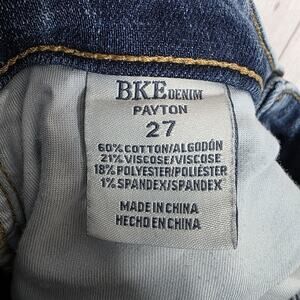 BKE DENIM
PAYTON
27
60% COTTON/ALGODÓN
21% VISCOSE/VISCOSE
18% POLYESTER/POLIÉSTER
1% SPANDEX/SPANDEX
MADE IN CHINA
HECHO EN CHINA